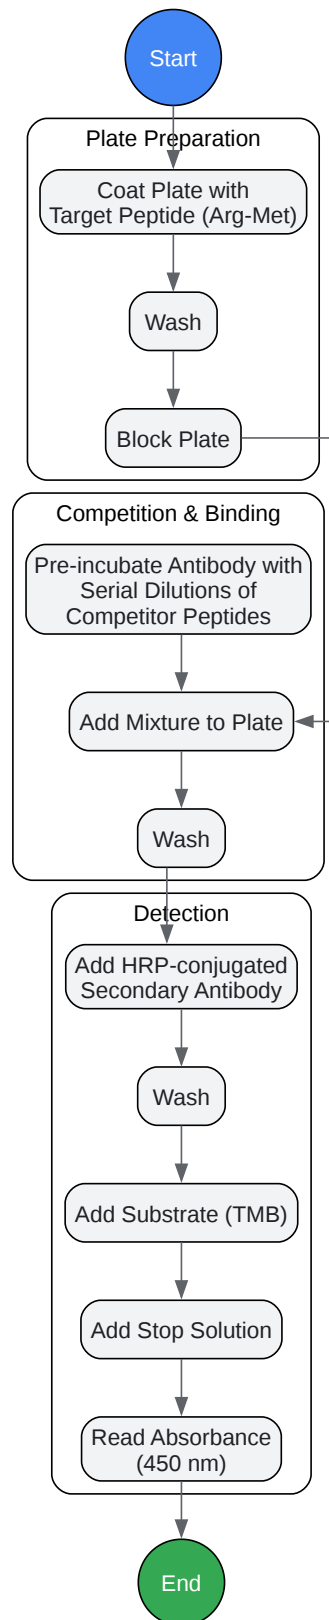 Start
Plate Preparation
Coat Plate with
Target Peptide (Arg-Met)
Wash
Block Plate
Competition & Binding
Pre-incubate Antibody with
Serial Dilutions of
Competitor Peptides
Add Mixture to Plate
Wash
Detection
Add HRP-conjugated
Secondary Antibody
Wash
Add Substrate (TMB)
Add Stop Solution
Read Absorbance
(450 nm)
End